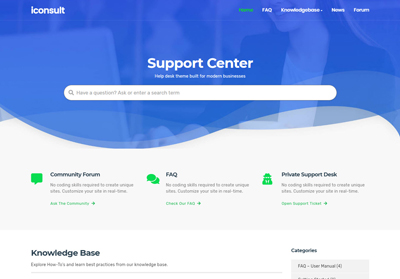 iconsult
Home FAQ Knowledgebase News Forum
Support Center
Help desk theme built for modern businesses
Have a question? Ask or enter a search term
Community Forum
No coding skills required to create unique
sites. Customize your site in real-time.
Ask The Community
FAQ
No coding skills required to create unique
sites. Customize your site in real-time.
Check Our FAQ
Private Support Desk
No coding skills required to create unique
sites. Customize your site in real-time.
Open Support Ticket
Knowledge Base
Explore How-To's and learn best practices from our knowledge base.
Categories
FAQ – User Manual (4)